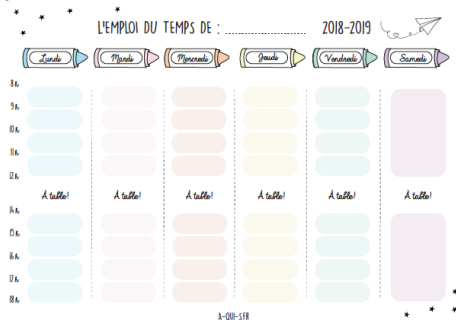 L'EMPLOI DU TEMPS DE : ........................ 2018-2019
Lundi Mardi Mercredi Jeudi Vendredi Samedi
8 h
9 h
10 h
11 h
12 h
À table! À table! À table! À table! À table! À table!
14 h
15 h
16 h
17 h
18 h
A-QUI-S.FR